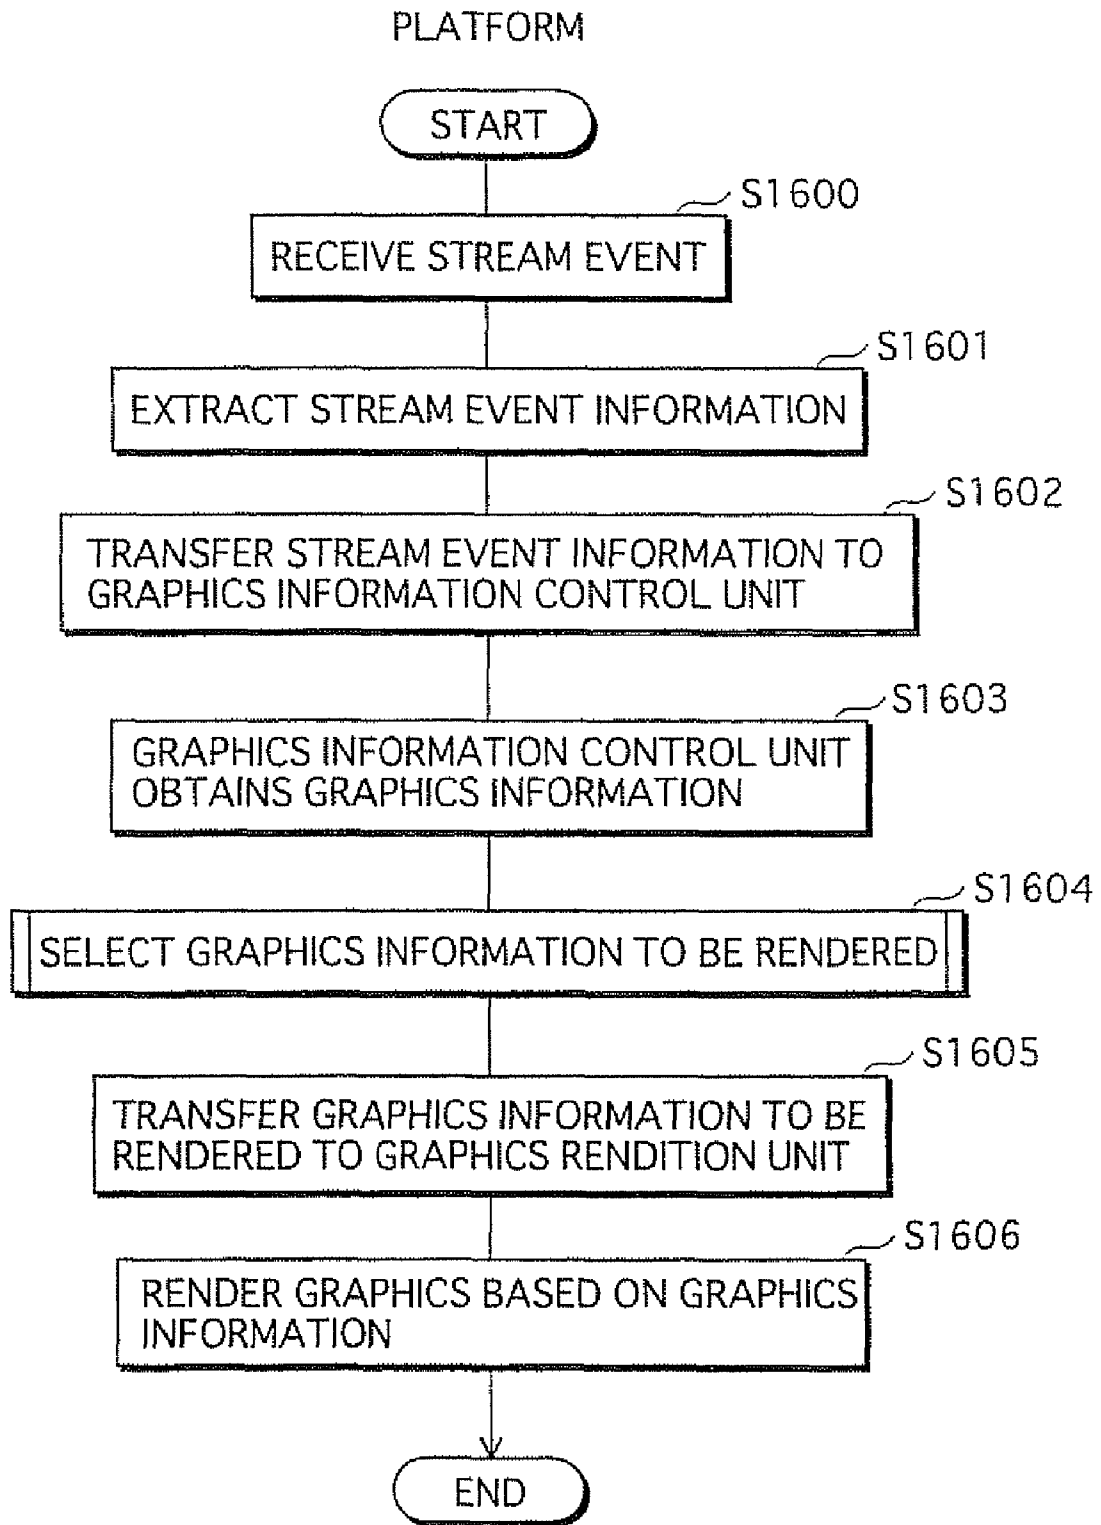 PLATFORM
START
S1600
RECEIVE STREAM EVENT
S1601
EXTRACT STREAM EVENT INFORMATION
S1602
TRANSFER STREAM EVENT INFORMATION TO
GRAPHICS INFORMATION CONTROL UNIT
S1603
GRAPHICS INFORMATION CONTROL UNIT
OBTAINS GRAPHICS INFORMATION
S1604
SELECT GRAPHICS INFORMATION TO BE RENDERED
S1605
TRANSFER GRAPHICS INFORMATION TO BE
RENDERED TO GRAPHICS RENDITION UNIT
S1606
RENDER GRAPHICS BASED ON GRAPHICS
INFORMATION
END